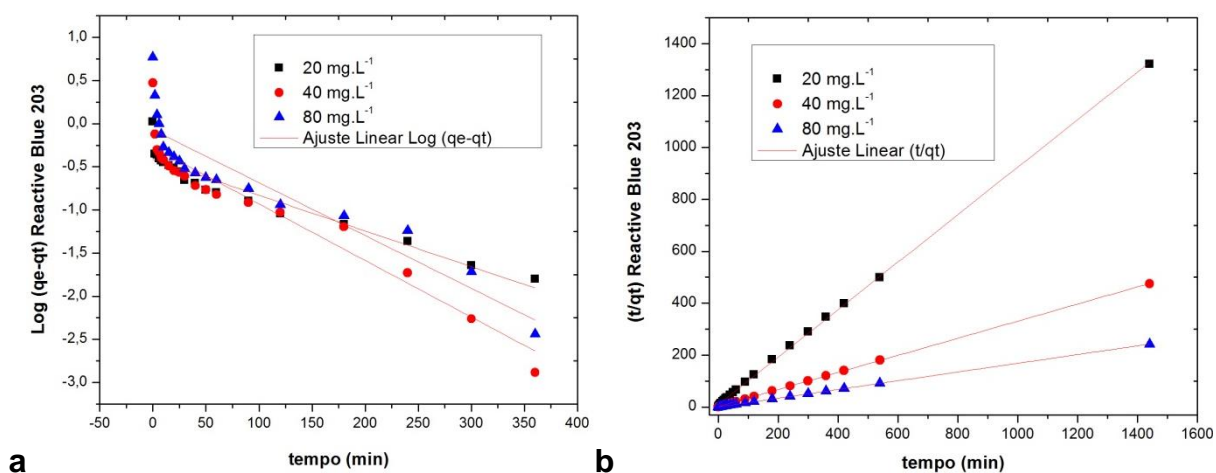 1,0
0,5
0,0
-0,5
-1,0
-1,5
-2,0
-2,5
-3,0
Log (qe-qt) Reactive Blue 203
20 mg.L⁻¹
40 mg.L⁻¹
80 mg.L⁻¹
Ajuste Linear Log (qe-qt)
-50 0 50 100 150 200 250 300 350 400
tempo (min)
a
1400
1200
1000
800
600
400
200
0
(t/qt) Reactive Blue 203
20 mg.L⁻¹
40 mg.L⁻¹
80 mg.L⁻¹
Ajuste Linear (t/qt)
0 200 400 600 800 1000 1200 1400 1600
tempo (min)
b